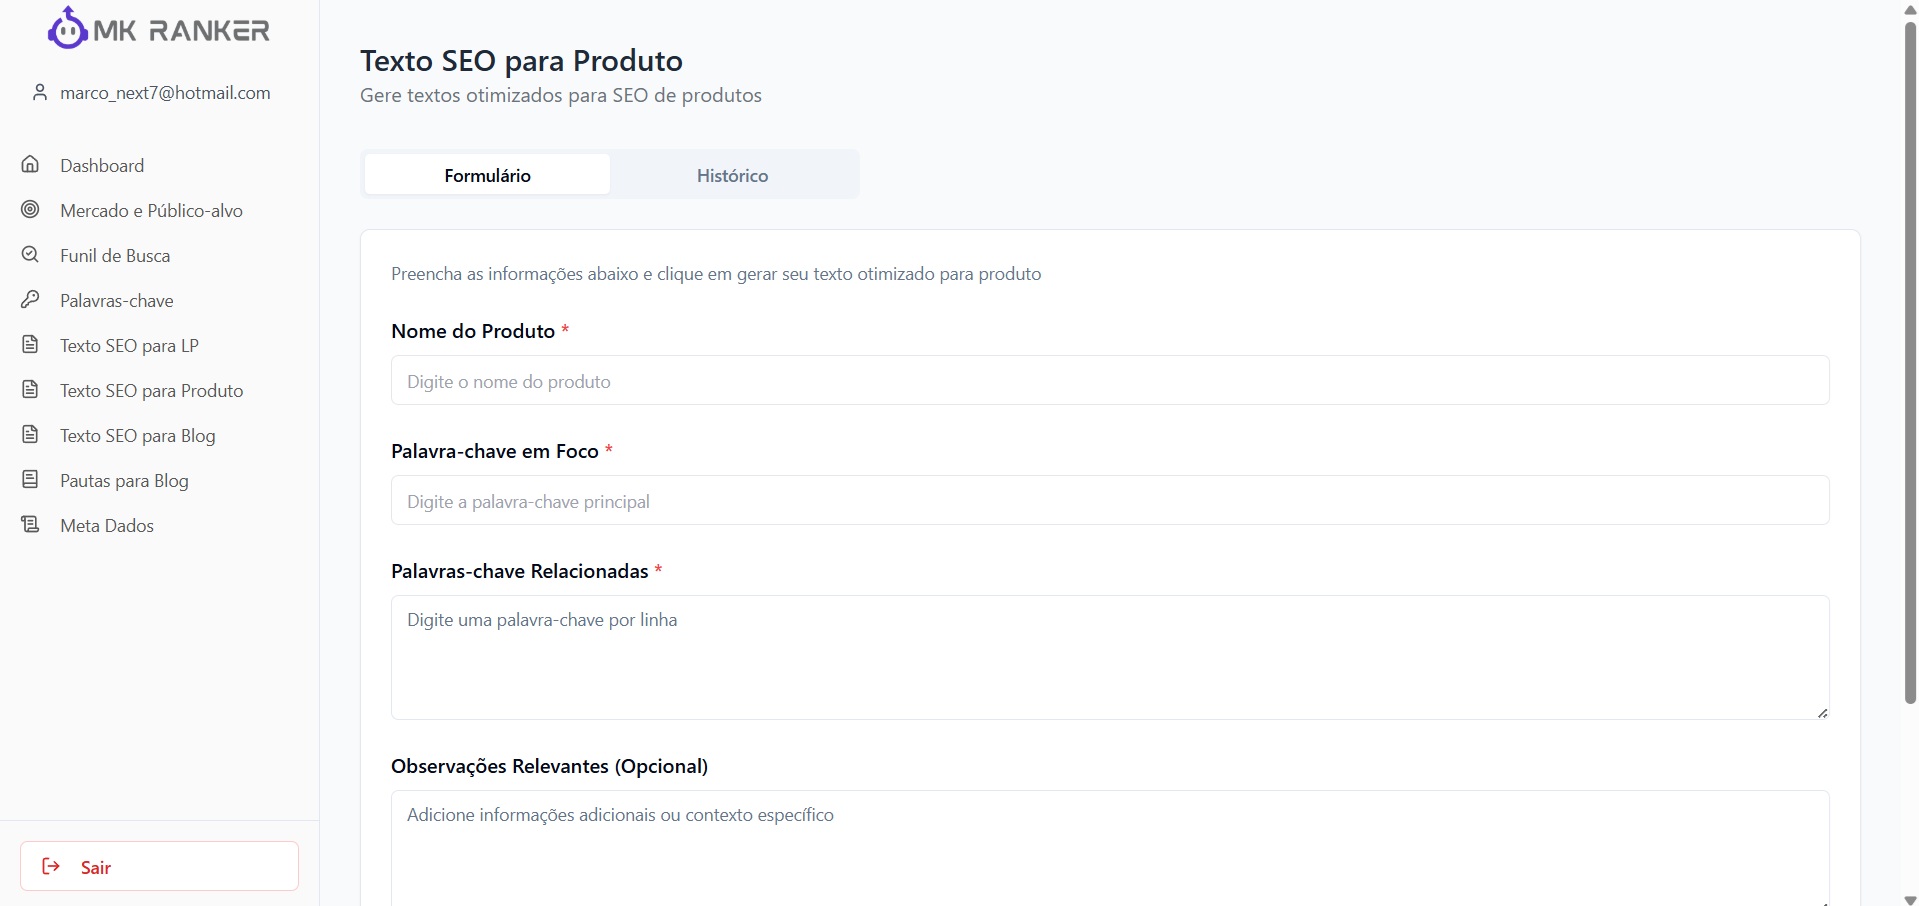 MK RANKER
marco_next7@hotmail.com
Dashboard
Mercado e Público-alvo
Funil de Busca
Palavras-chave
Texto SEO para LP
Texto SEO para Produto
Texto SEO para Blog
Pautas para Blog
Meta Dados
Sair
Texto SEO para Produto
Gere textos otimizados para SEO de produtos
Formulário
Histórico
Preencha as informações abaixo e clique em gerar seu texto otimizado para produto
Nome do Produto *
Digite o nome do produto
Palavra-chave em Foco *
Digite a palavra-chave principal
Palavras-chave Relacionadas *
Digite uma palavra-chave por linha
Observações Relevantes (Opcional)
Adicione informações adicionais ou contexto específico